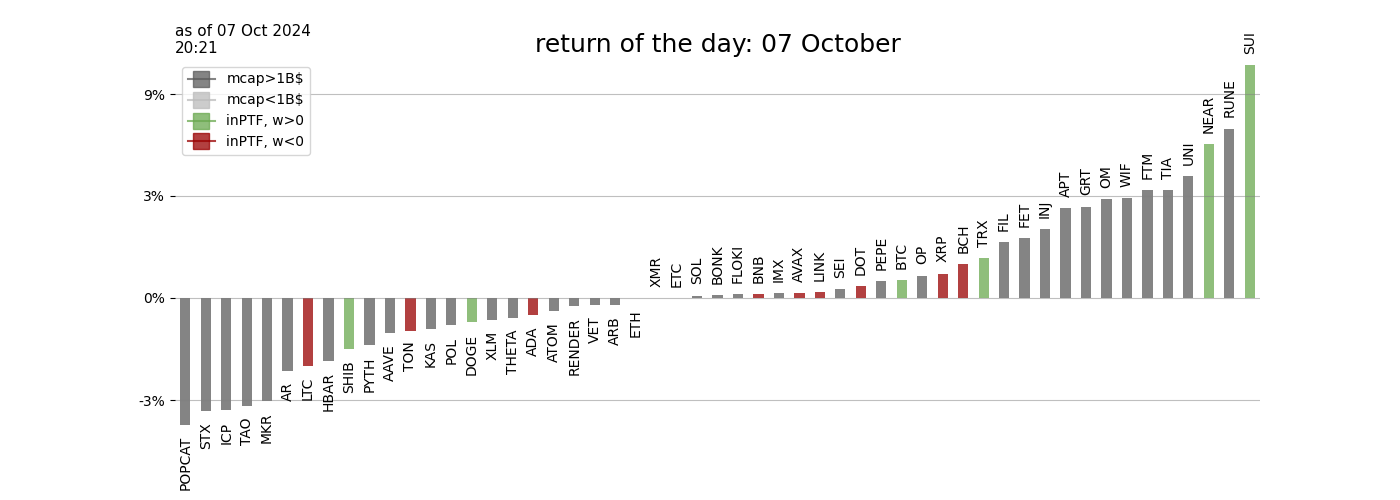 as of 07 Oct 2024
20:21
return of the day: 07 October
mcap>1B$
mcap<1B$
inPTF, w>0
inPTF, w<0
9%
3%
0%
-3%
POPCAT
STX
ICP
TAO
MKR
AR
LTC
HBAR
SHIB
PYTH
AAVE
TON
KAS
POL
DOGE
XLM
THETA
ADA
ATOM
RENDER
VET
ARB
ETH
XMR
ETC
SOL
BONK
FLOKI
BNB
IMX
AVAX
LINK
SEI
DOT
PEPE
BTC
OP
XRP
BCH
TRX
FIL
FET
INJ
APT
GRT
OM
WIF
FTM
TIA
UNI
NEAR
RUNE
SUI